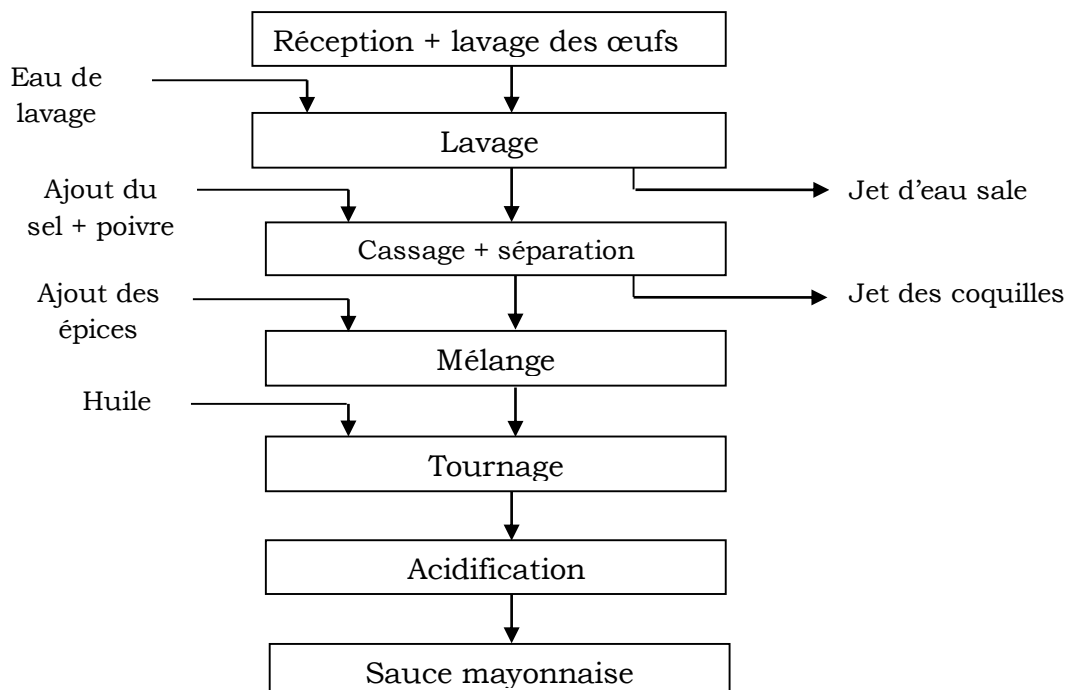 Réception + lavage des œufs
Eau de
lavage
Lavage
Ajout du
sel + poivre
Jet d’eau sale
Cassage + séparation
Ajout des
épices
Jet des coquilles
Mélange
Huile
Tournage
Acidification
Sauce mayonnaise